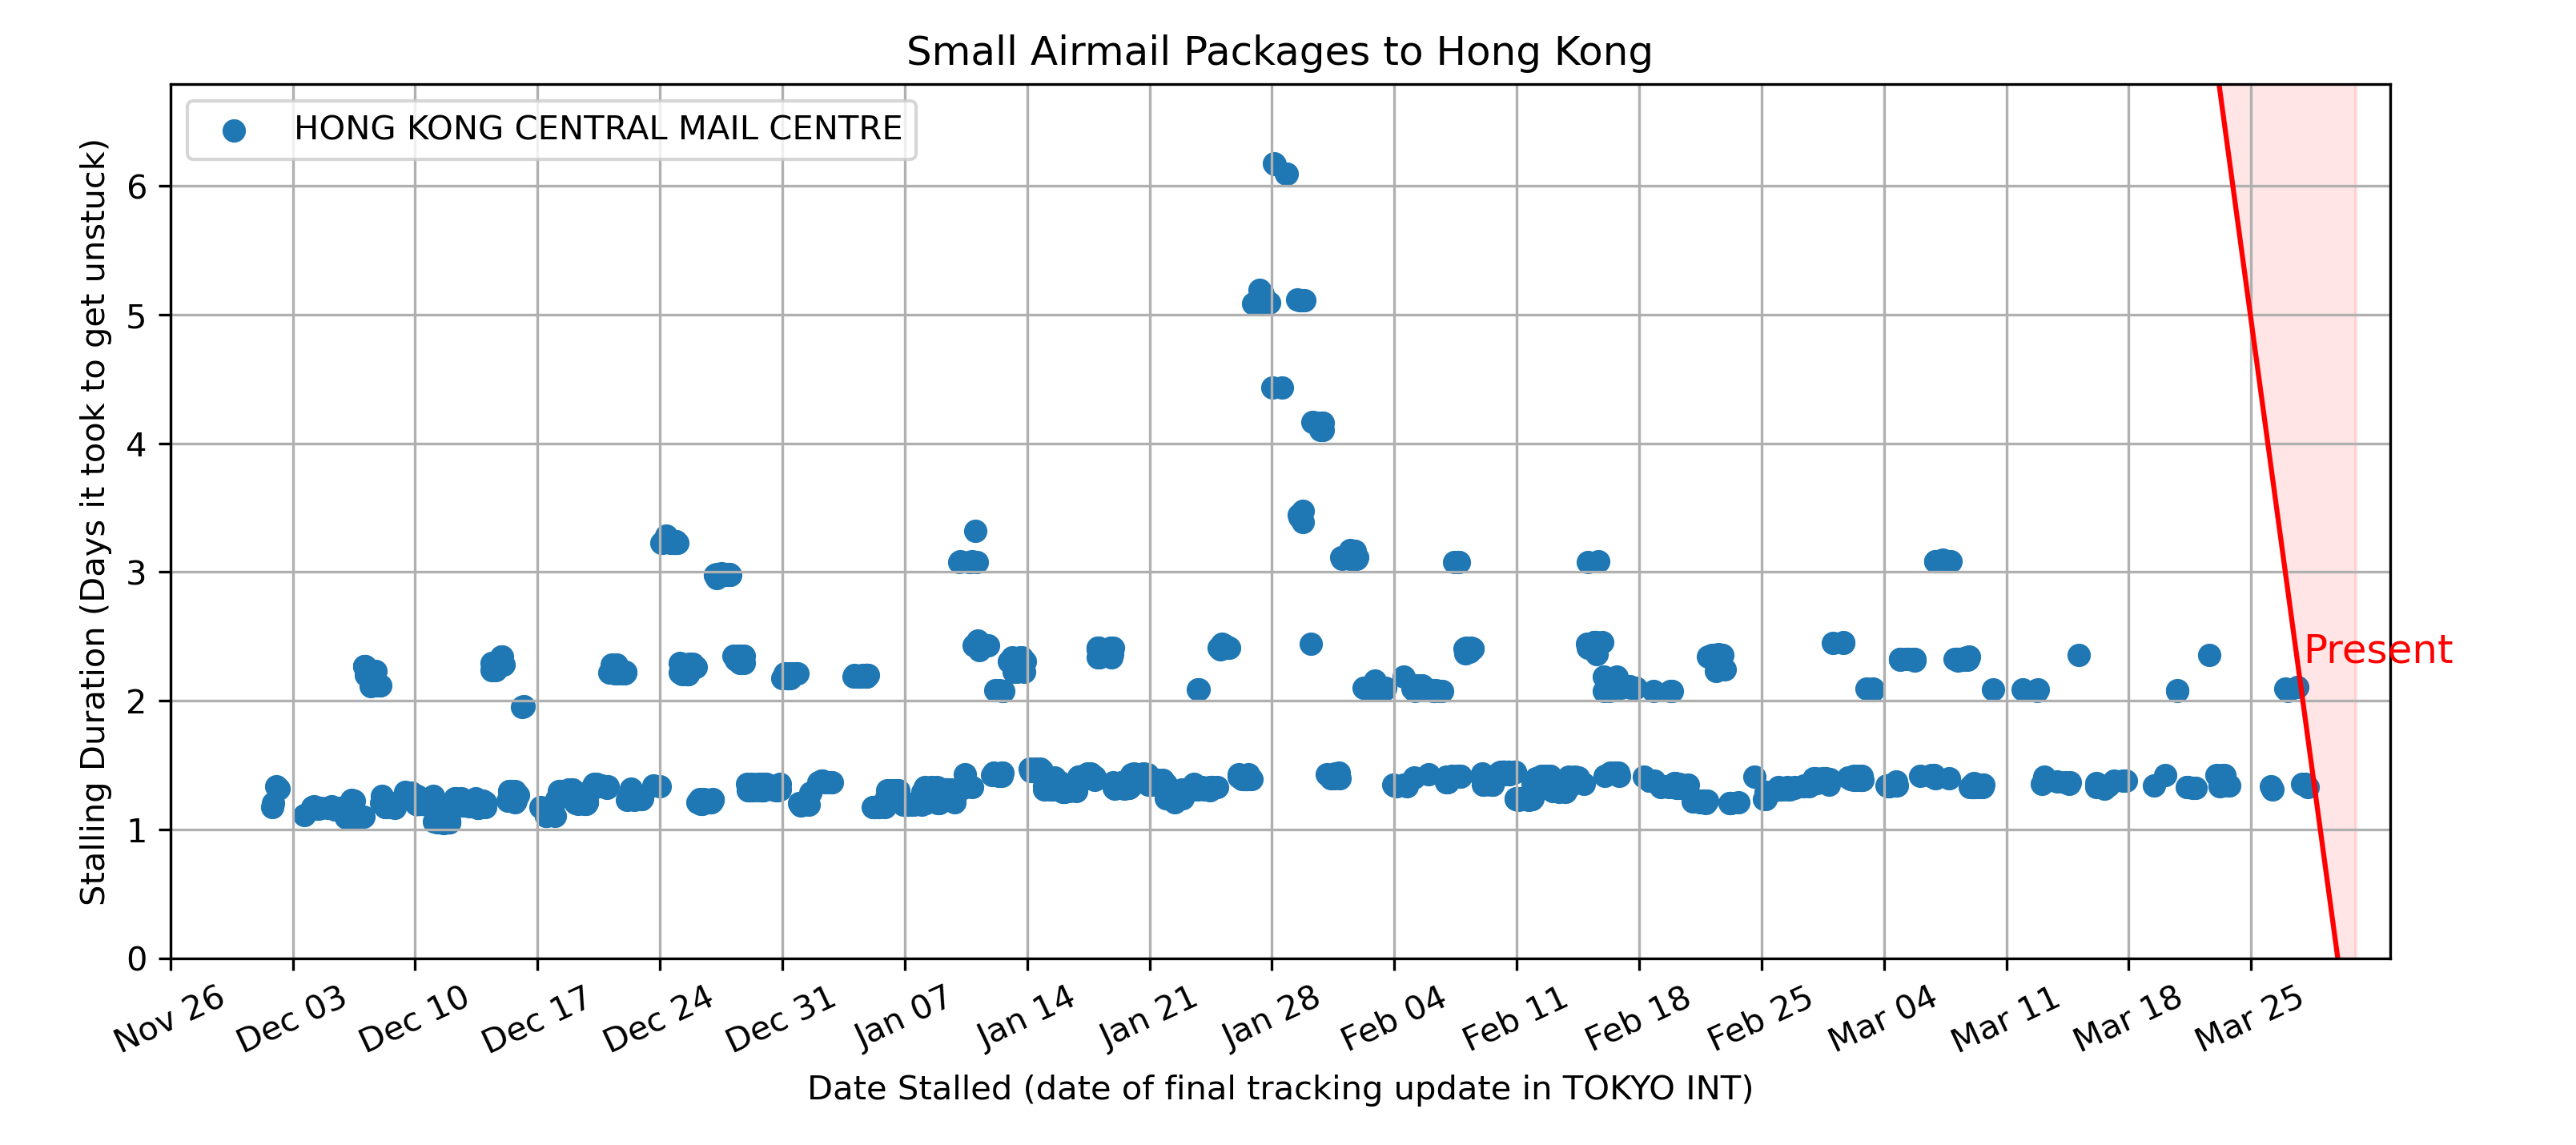 Small Airmail Packages to Hong Kong
HONG KONG CENTRAL MAIL CENTRE
Stalling Duration (Days it took to get unstuck)
6
5
4
3
2
1
0
Present
Nov 26
Dec 03
Dec 10
Dec 17
Dec 24
Dec 31
Jan 07
Jan 14
Jan 21
Jan 28
Feb 04
Feb 11
Feb 18
Feb 25
Mar 04
Mar 11
Mar 18
Mar 25
Date Stalled (date of final tracking update in TOKYO INT)